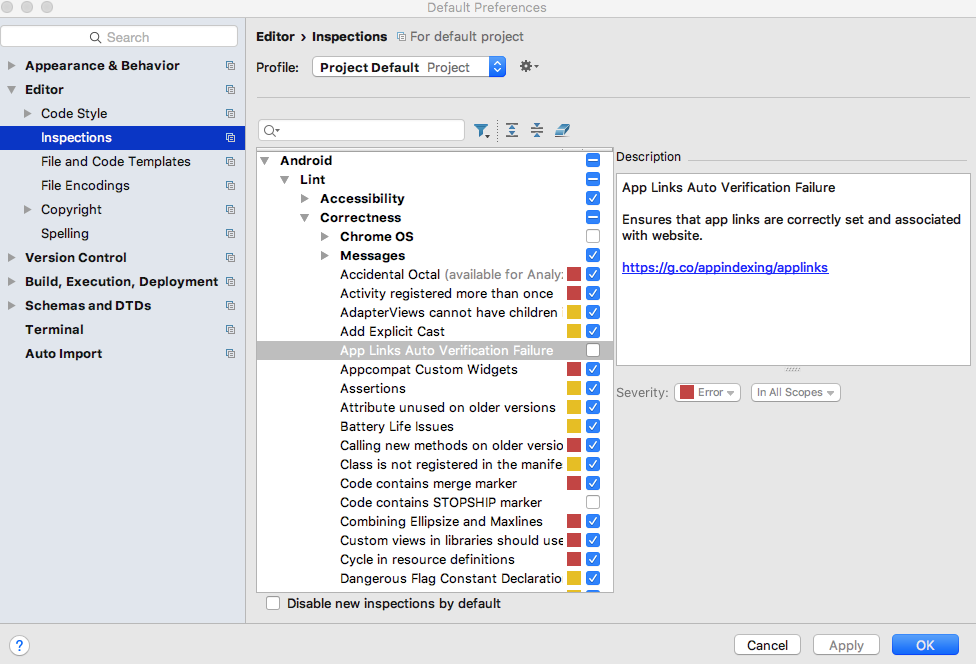 Default Preferences
Search
Appearance & Behavior
Editor
Code Style
Inspections
File and Code Templates
File Encodings
Copyright
Spelling
Version Control
Build, Execution, Deployment
Schemas and DTDs
Terminal
Auto Import
Editor › Inspections For default project
Profile: Project Default Project
Android
Lint
Accessibility
Correctness
Chrome OS
Messages
Accidental Octal (available for Analy:
Activity registered more than once
AdapterViews cannot have children
Add Explicit Cast
App Links Auto Verification Failure
Appcompat Custom Widgets
Assertions
Attribute unused on older versions
Battery Life Issues
Calling new methods on older versio
Class is not registered in the manife
Code contains merge marker
Code contains STOPSHIP marker
Combining Ellipsize and Maxlines
Custom views in libraries should use
Cycle in resource definitions
Dangerous Flag Constant Declaratio
Disable new inspections by default
Description
App Links Auto Verification Failure
Ensures that app links are correctly set and associated
with website.
https://g.co/appindexing/applinks
Severity: Error In All Scopes
?
Cancel
Apply
OK